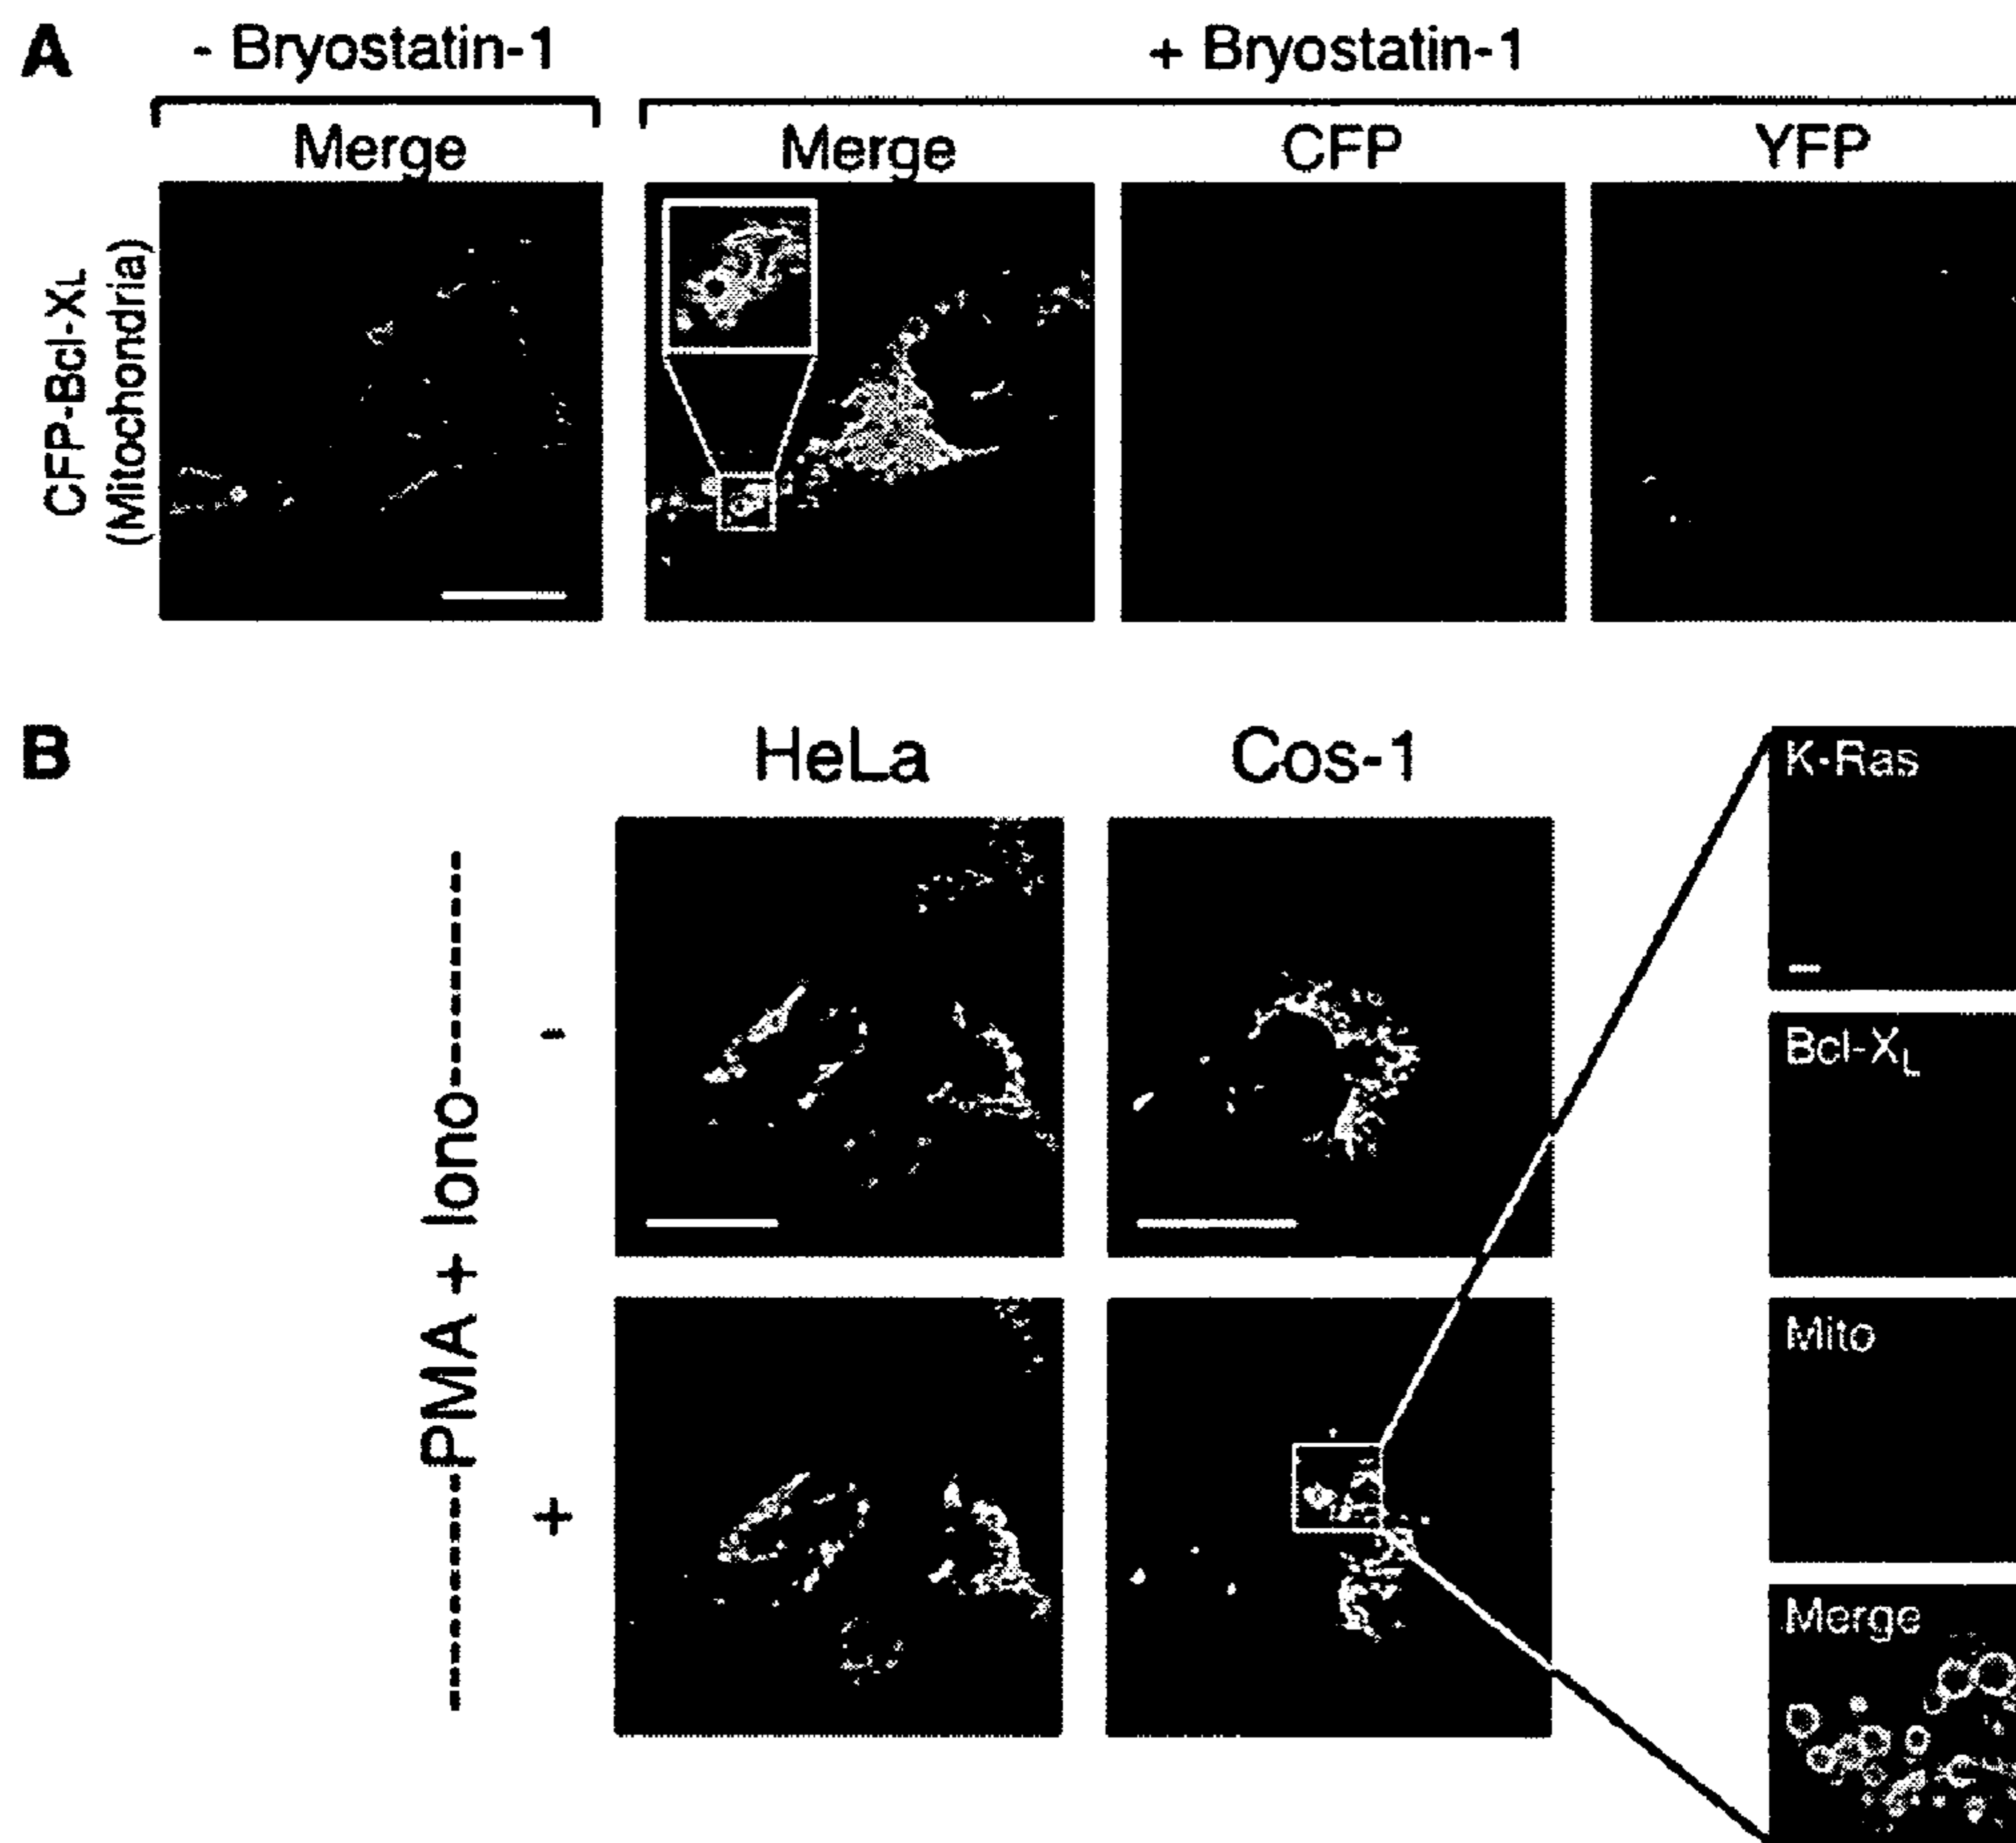 A
- Bryostatin-1
+ Bryostatin-1
Merge
Merge
CFP
YFP
CFP-Bcl-XL
(Mitochondria)
B
HeLa
Cos-1
PMA + Iono
-
+
K-Ras
Bcl-XL
Mito
Merge